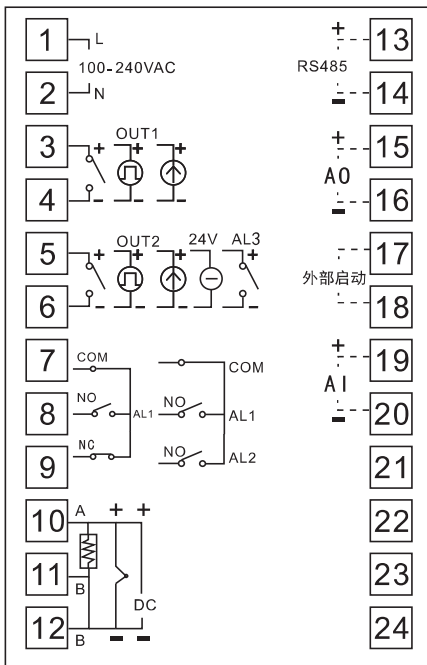 1 L + 13
100-240VAC RS485
2 N - 14
3 OUT1 + + + + 15
AO
4 - - - - 16
5 OUT2 24V AL3 + + + + 17
外部启动
6 - - - - 18
7 COM COM + 19
8 NO AL1 NO AL1 AI - 20
9 NC NO AL2 21
10 A + + 22
11 B DC 23
12 B - - 24